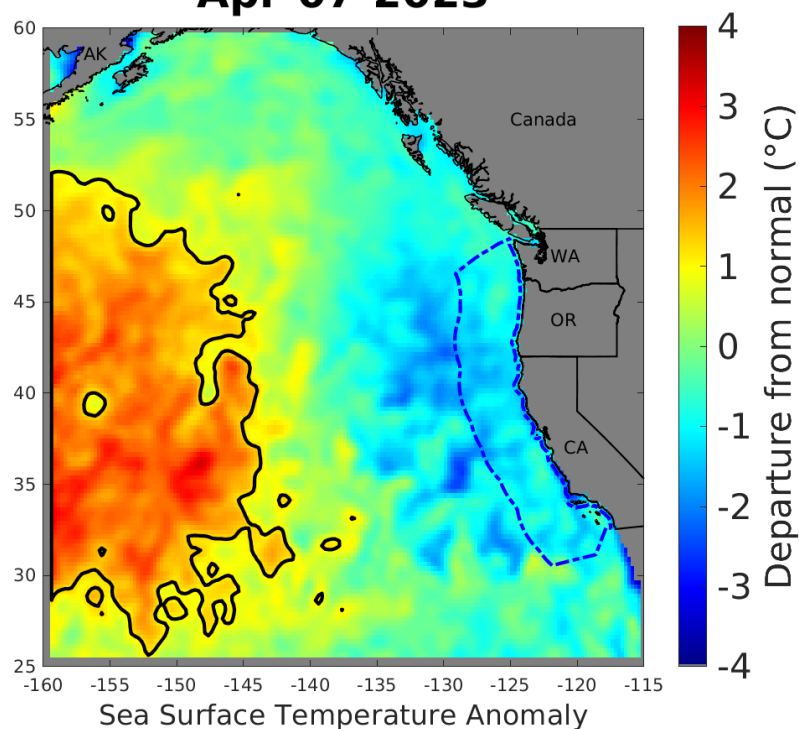 Apr 07 2023
60
55
50
45
40
35
30
25
-160 -155 -150 -145 -140 -135 -130 -125 -120 -115
AK
Canada
WA
OR
CA
Sea Surface Temperature Anomaly
4
3
2
1
0
-1
-2
-3
-4
Departure from normal (°C)